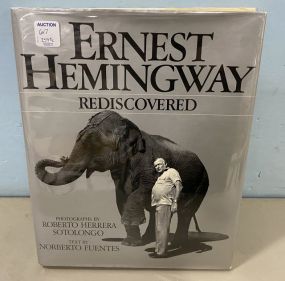 AUCTION
ERNEST
HEMINGWAY
REDISCOVERED
PHOTOGRAPHS BY
ROBERTO HERRERA
SOTOLONGO
TEXT BY
NORBERTO FUENTES